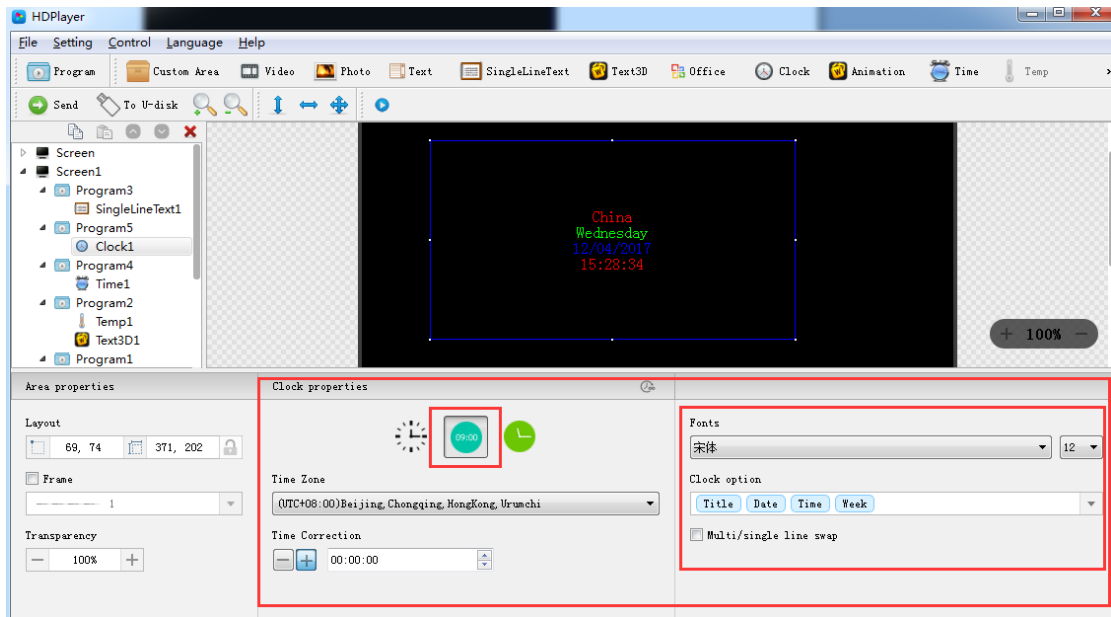 HDPlayer
File Setting Control Language Help
Program Custom Area Video Photo Text SingleLineText Text3D Office Clock Animation Time Temp
Send To U-disk
Screen
Screen1
Program3
SingleLineText1
Program5
Clock1
Program4
Time1
Program2
Temp1
Text3D1
Program1
China
Wednesday
12/04/2017
15:28:34
+ 100% −
Area properties
Layout
69, 74 371, 202
Frame
1
Transparency
− 100% +
Clock properties
09:00
Time Zone
(UTC+08:00)Beijing,Chongqing,HongKong,Urumchi
Time Correction
− + 00:00:00
Fonts
宋体 12
Clock option
Title Date Time Week
Multi/single line swap